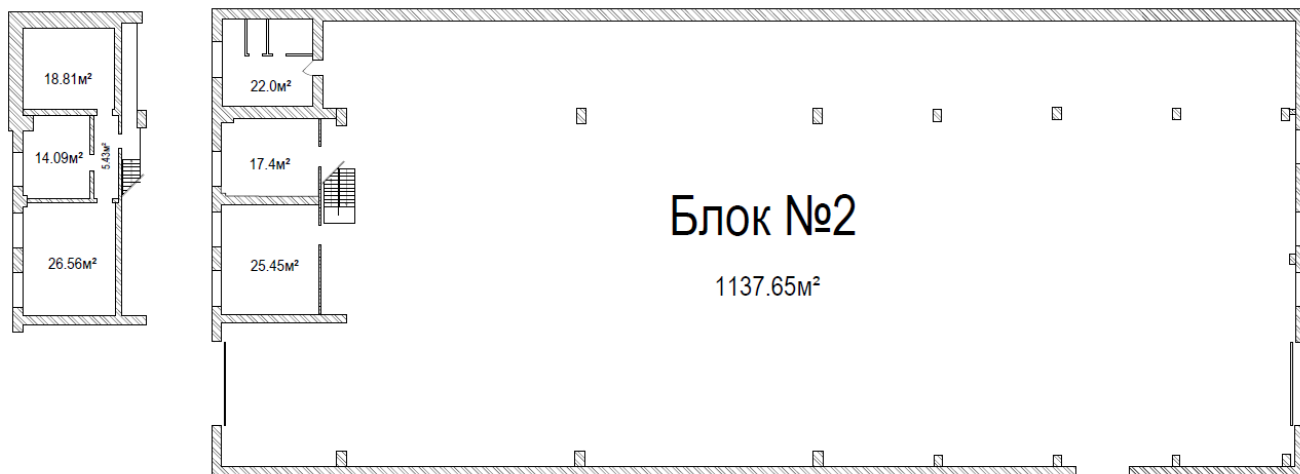 18.81м²
14.09м²
5.43м²
26.56м²
22.0м²
17.4м²
25.45м²
Блок №2
1137.65м²